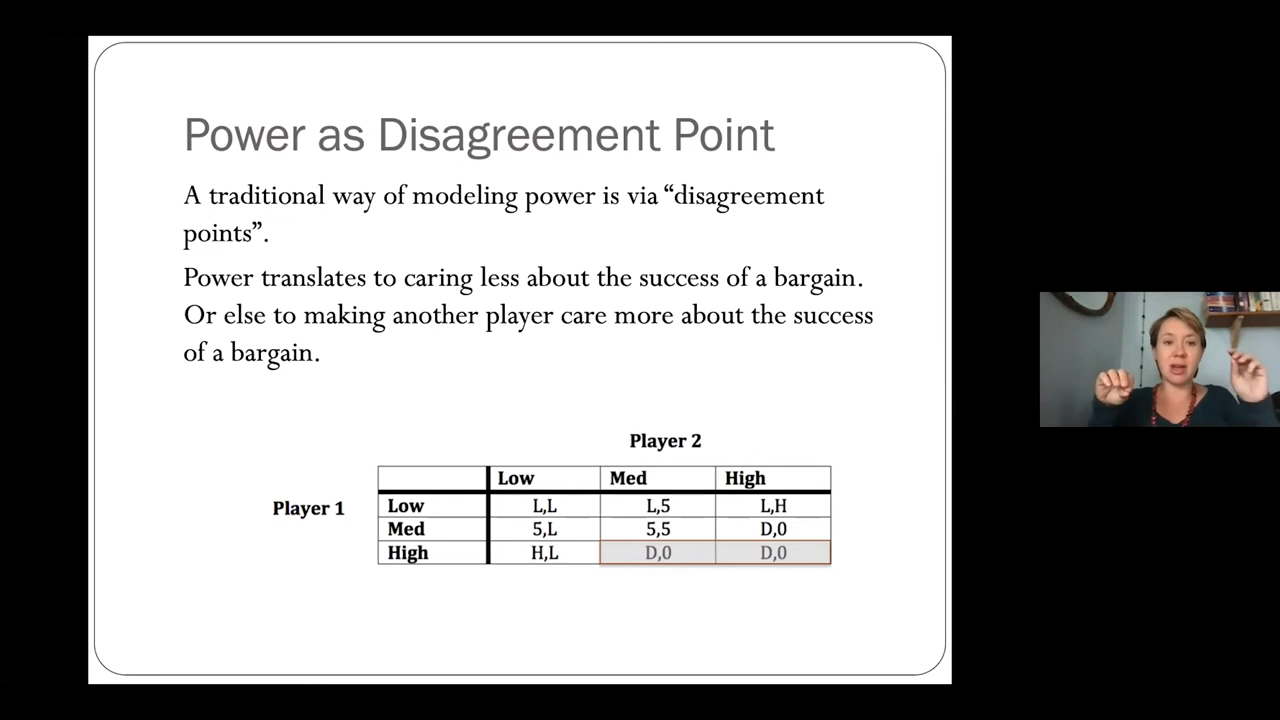 Power as Disagreement Point
A traditional way of modeling power is via “disagreement
points”.
Power translates to caring less about the success of a bargain.
Or else to making another player care more about the success
of a bargain.
Player 2
Low Med High
Player 1
Low L,L L,5 L,H
Med 5,L 5,5 D,0
High H,L D,0 D,0